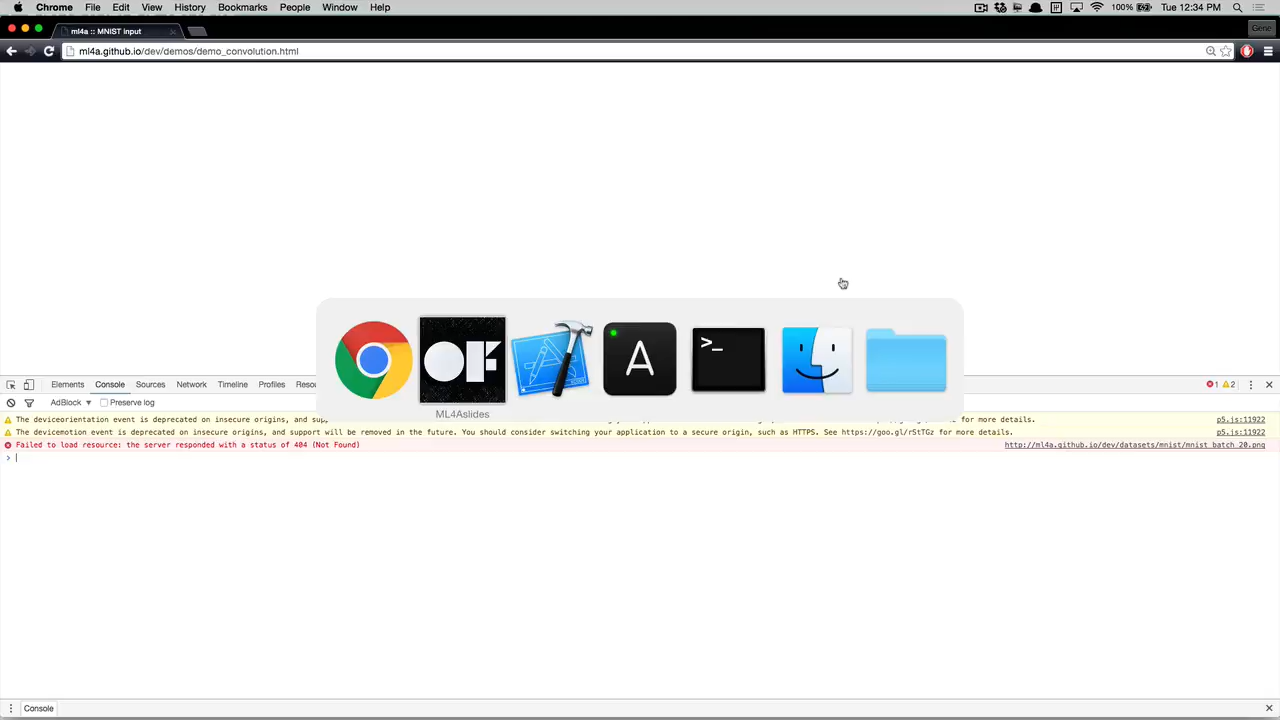 Chrome File Edit View History Bookmarks People Window Help 100% Tue 12:34 PM
ml4a :: MNIST input Gene
ml4a.github.io/dev/demos/demo_convolution.html
>_ A
ML4Aslides
Elements Console Sources Network Timeline Profiles 1 2
AdBlock Preserve log
The deviceorientation event is deprecated on insecure origins, and for more details. p5.js:11922
The devicemotion event is deprecated on insecure origins, and support will be removed in the future. You should consider switching your application to a secure origin, such as HTTPS. See https://goo.gl/rStTGz for more details. p5.js:11922
Failed to load resource: the server responded with a status of 404 (Not Found) http://ml4a.github.io/dev/datasets/mnist/mnist_batch_20.png
>
Console